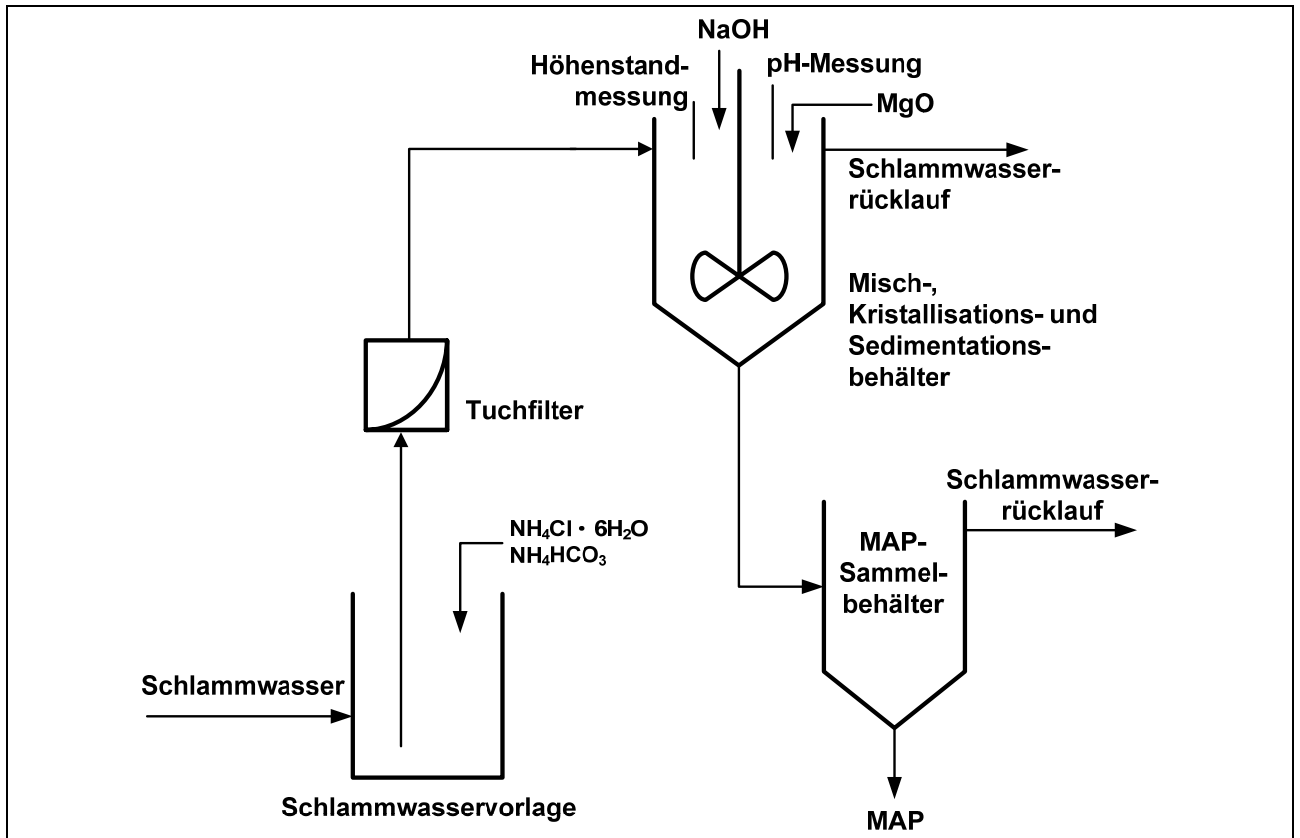 NaOH
Höhenstand-
messung
pH-Messung
MgO
Schlammwasser-
rücklauf
Misch-,
Kristallisations- und
Sedimentations-
behälter
Tuchfilter
Schlammwasser-
rücklauf
NH₄Cl · 6H₂O
NH₄HCO₃
MAP-
Sammel-
behälter
Schlammwasser
Schlammwasservorlage
MAP